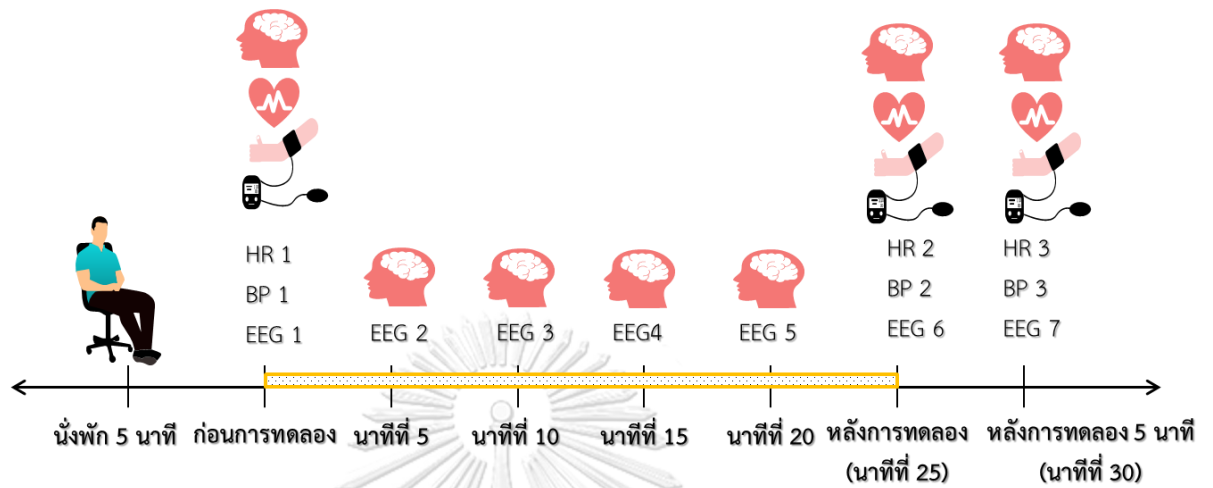 HR 1
BP 1
EEG 1
EEG 2
EEG 3
EEG4
EEG 5
HR 2
BP 2
EEG 6
HR 3
BP 3
EEG 7
นั่งพัก 5 นาที
ก่อนการทดลอง
นาทีที่ 5
นาทีที่ 10
นาทีที่ 15
นาทีที่ 20
หลังการทดลอง
(นาทีที่ 25)
หลังการทดลอง 5 นาที
(นาทีที่ 30)